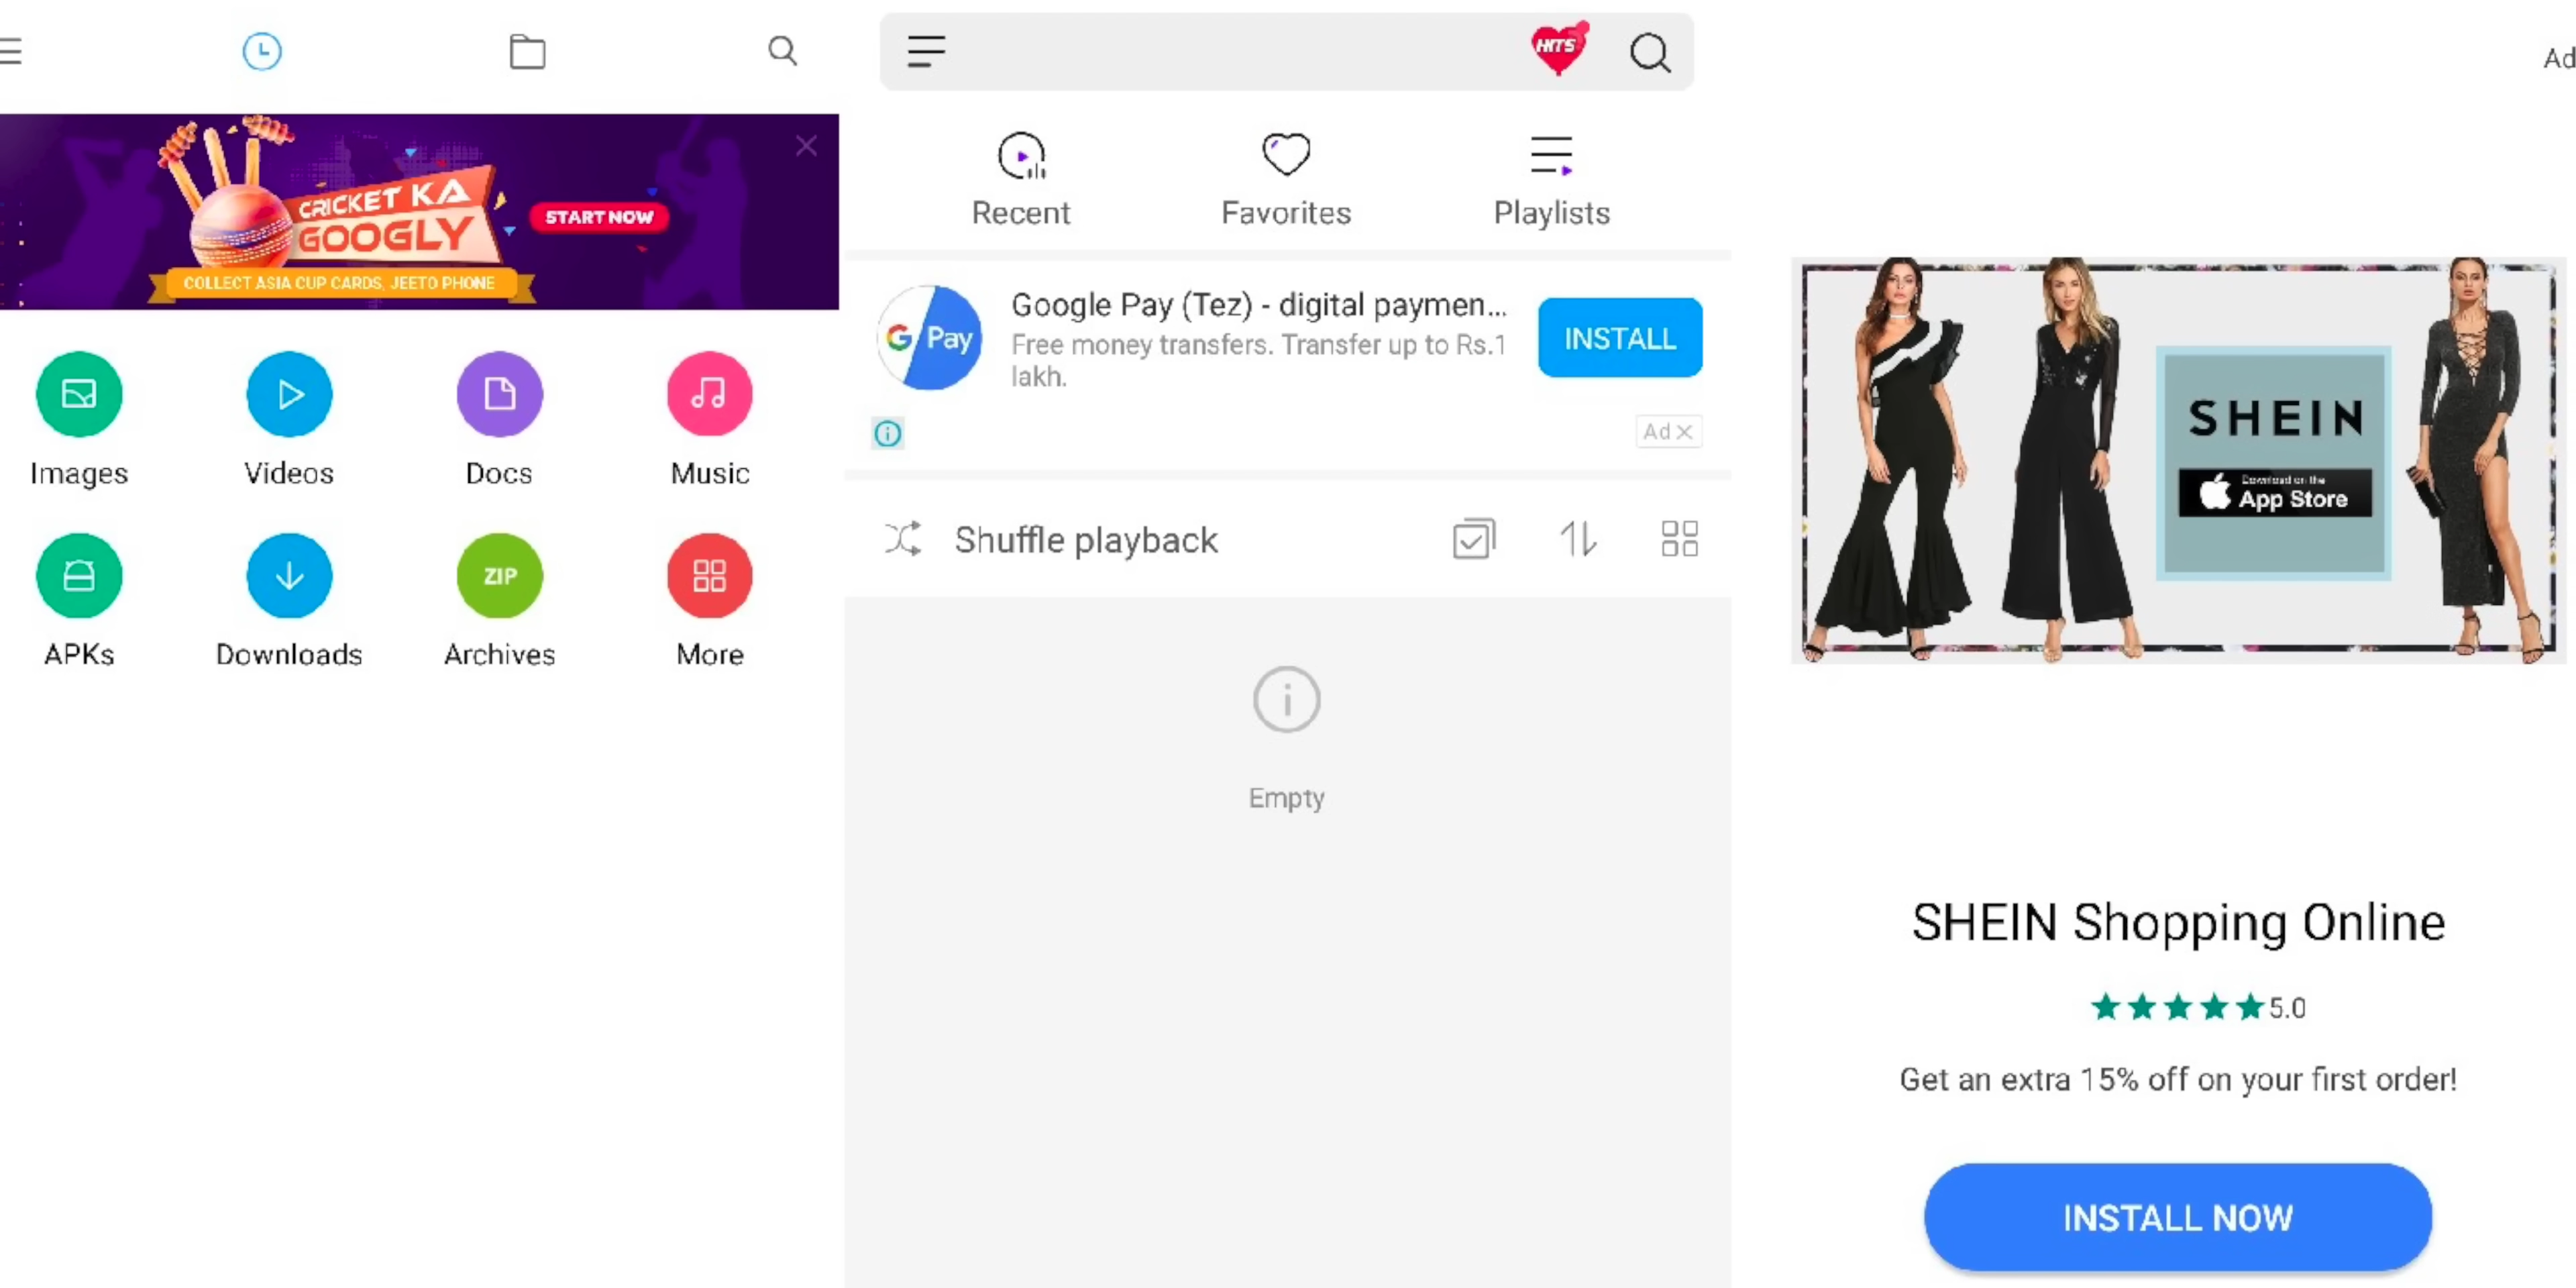 CRICKET KA
GOOGLY
START NOW
COLLECT ASIA CUP CARDS, JEETO PHONE
Images
Videos
Docs
Music
ZIP
APKs
Downloads
Archives
More
HITS
Recent
Favorites
Playlists
G Pay
Google Pay (Tez) - digital paymen...
Free money transfers. Transfer up to Rs.1
lakh.
INSTALL
Ad
Shuffle playback
Empty
Ad
SHEIN
Download on the
App Store
SHEIN Shopping Online
5.0
Get an extra 15% off on your first order!
INSTALL NOW